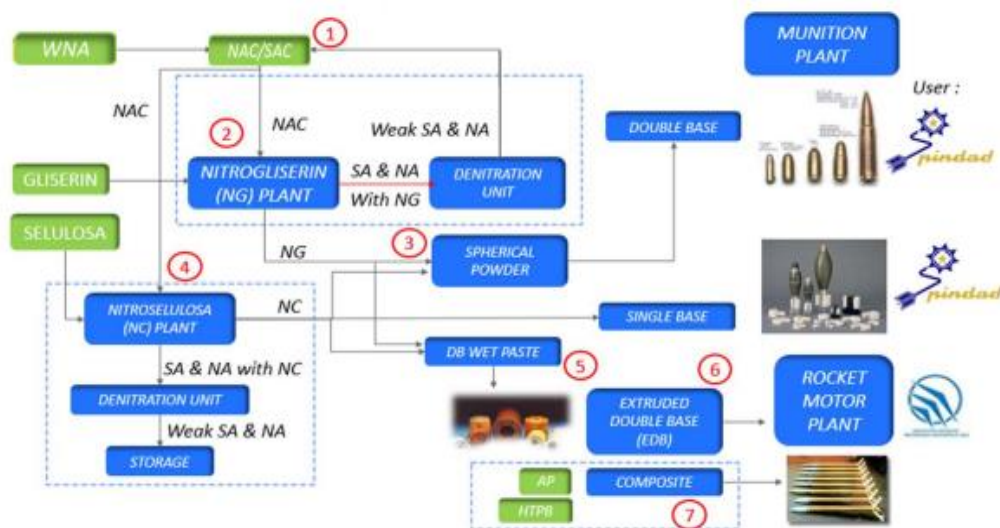 WNA
NAC/SAC
1
MUNITION
PLANT
NAC
2
NAC
Weak SA & NA
DOUBLE BASE
User :
pindad
GLISERIN
NITROGLISERIN
(NG) PLANT
SA & NA
With NG
DENITRATION
UNIT
SELULOSA
NG
3
SPHERICAL
POWDER
4
NITROSELULOSA
(NC) PLANT
NC
SINGLE BASE
pindad
DB WET PASTE
5
6
SA & NA with NC
DENITRATION UNIT
Weak SA & NA
STORAGE
EXTRUDED
DOUBLE BASE
(EDB)
ROCKET
MOTOR
PLANT
AP
COMPOSITE
HTPB
7